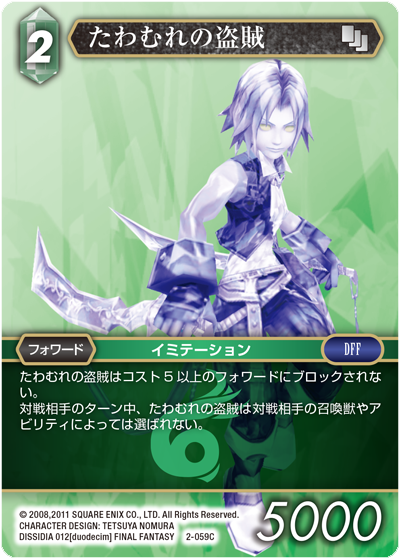 2
たわむれの盗賊
フォワード
イミテーション
DFF
たわむれの盗賊はコスト5以上のフォワードにブロックされな
い。
対戦相手のターン中、たわむれの盗賊は対戦相手の召喚獣やア
ビリティによっては選ばれない。
6
© 2008,2011 SQUARE ENIX CO., LTD. All Rights Reserved.
CHARACTER DESIGN: TETSUYA NOMURA
DISSIDIA 012[duodecim] FINAL FANTASY 2-059C
5000